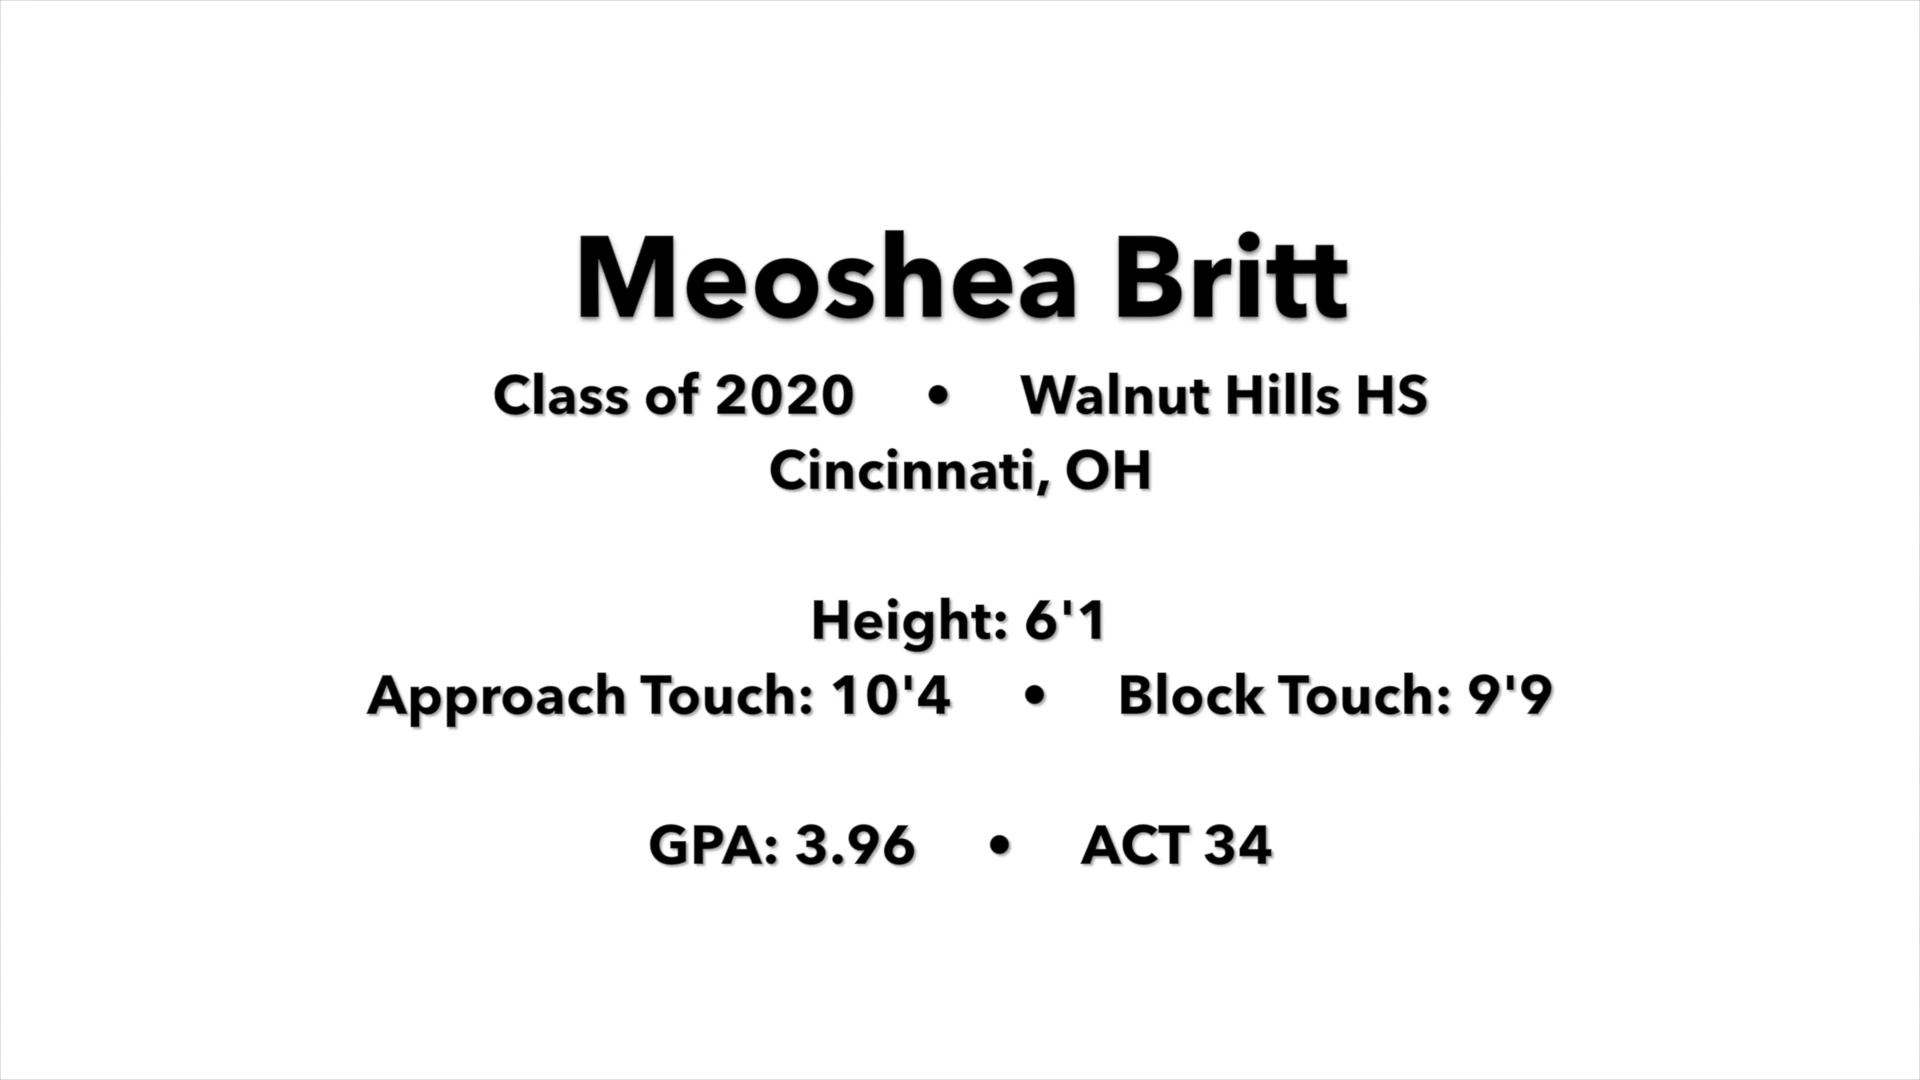 Meoshea Britt
Class of 2020 • Walnut Hills HS
Cincinnati, OH
Height: 6'1
Approach Touch: 10'4 • Block Touch: 9'9
GPA: 3.96 • ACT 34